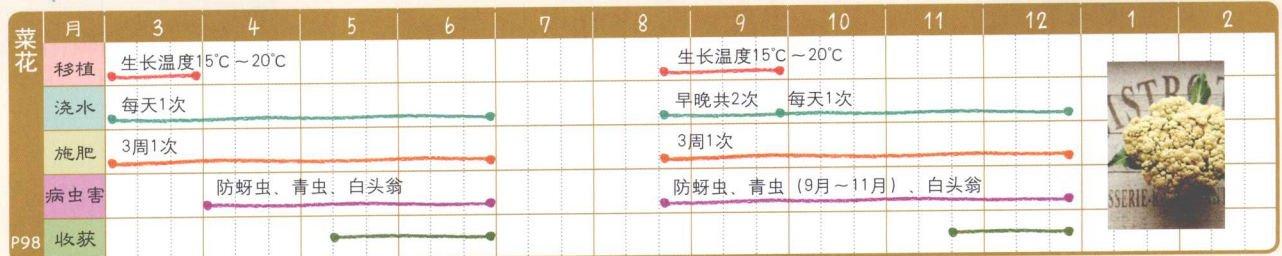 菜花
月 3 4 5 6 7 8 9 10 11 12 1 2
移植 生长温度15℃～20℃ 生长温度15℃～20℃
浇水 每天1次 早晚共2次 每天1次
施肥 3周1次 3周1次
病虫害 防蚜虫、青虫、白头翁 防蚜虫、青虫（9月～11月）、白头翁
P98 收获
ISTRO
SSERIE